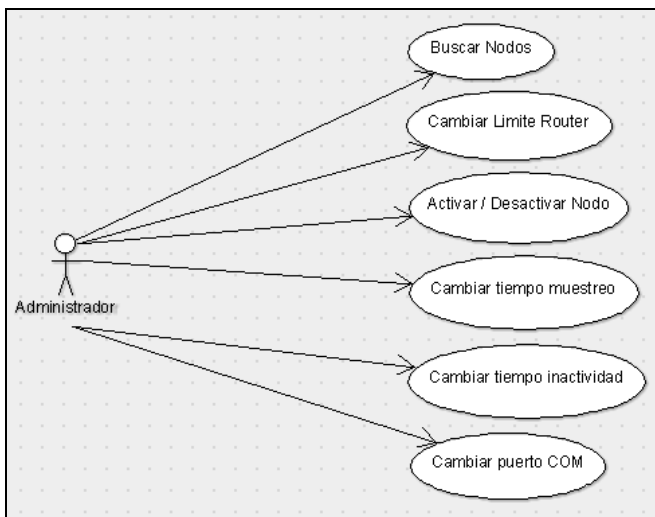 Buscar Nodos
Cambiar Limite Router
Activar / Desactivar Nodo
Administrador
Cambiar tiempo muestreo
Cambiar tiempo inactividad
Cambiar puerto COM